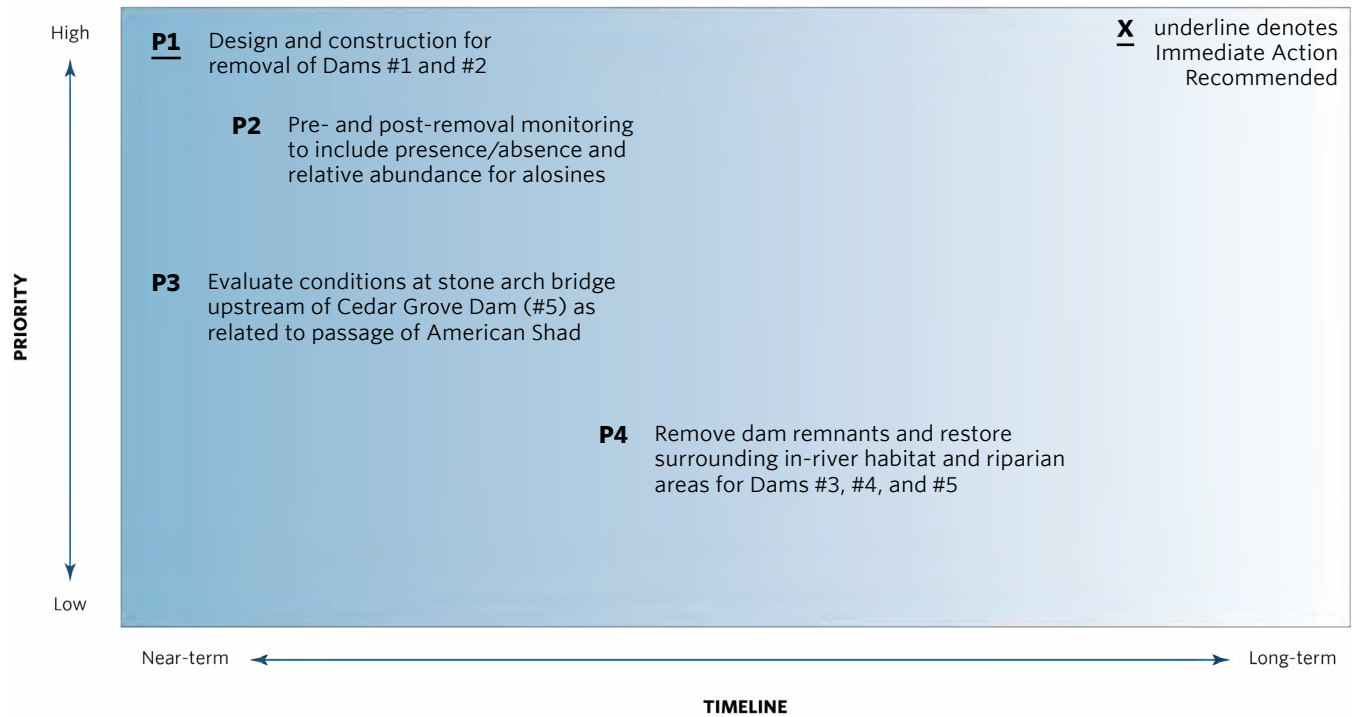 High
P1 Design and construction for
removal of Dams #1 and #2
X underline denotes
Immediate Action
Recommended
P2 Pre- and post-removal monitoring
to include presence/absence and
relative abundance for alosines
PRIORITY
P3 Evaluate conditions at stone arch bridge
upstream of Cedar Grove Dam (#5) as
related to passage of American Shad
P4 Remove dam remnants and restore
surrounding in-river habitat and riparian
areas for Dams #3, #4, and #5
Low
Near-term
Long-term
TIMELINE